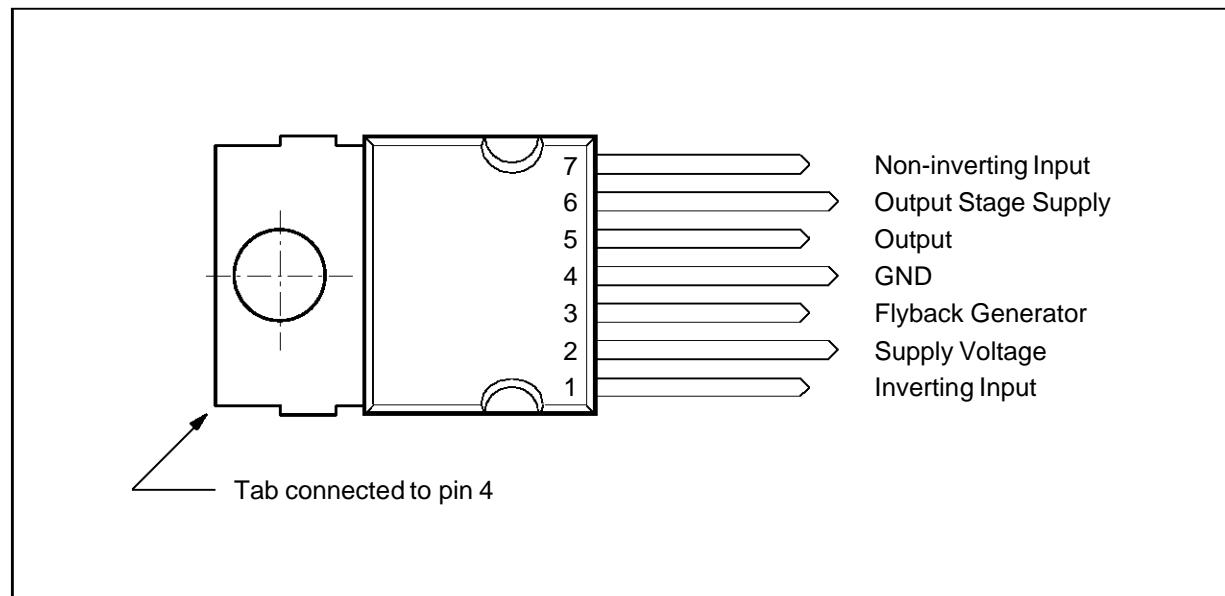 7 Non-inverting Input
6 Output Stage Supply
5 Output
4 GND
3 Flyback Generator
2 Supply Voltage
1 Inverting Input
Tab connected to pin 4